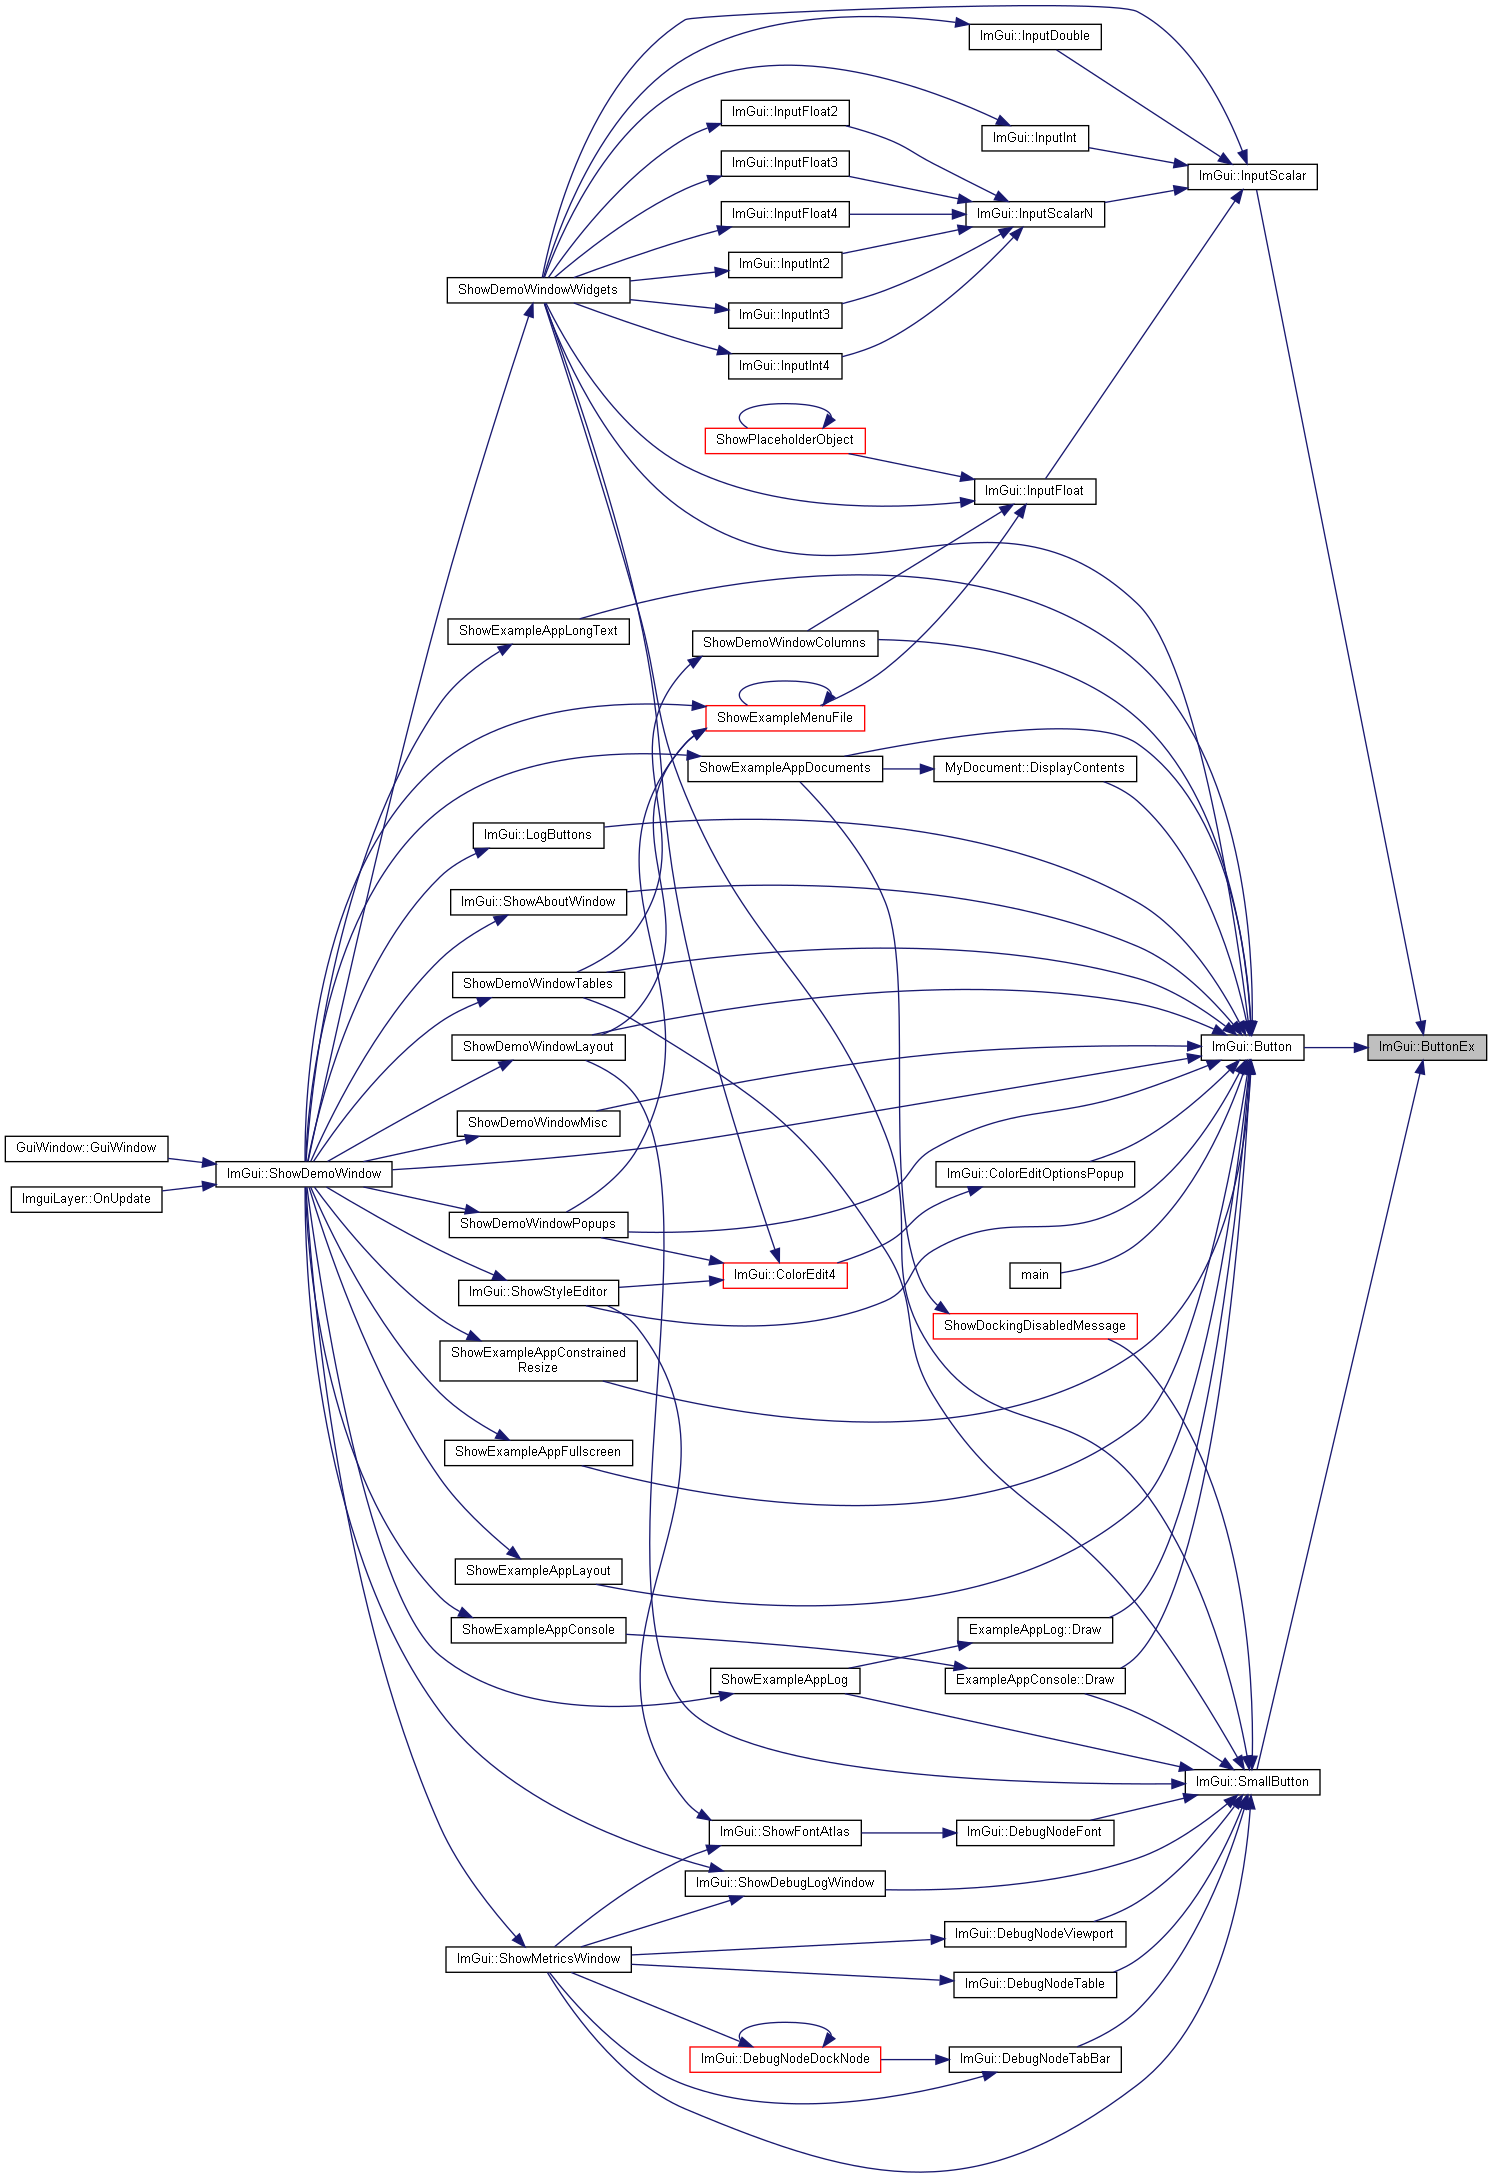 ImGui::InputDouble
ImGui::InputFloat2
ImGui::InputInt
ImGui::InputFloat3
ImGui::InputScalar
ImGui::InputFloat4
ImGui::InputScalarN
ImGui::InputInt2
ShowDemoWindowWidgets
ImGui::InputInt3
ImGui::InputInt4
ShowPlaceholderObject
ImGui::InputFloat
ShowExampleAppLongText
ShowDemoWindowColumns
ShowExampleMenuFile
ShowExampleAppDocuments
MyDocument::DisplayContents
ImGui::LogButtons
ImGui::ShowAboutWindow
ShowDemoWindowTables
ShowDemoWindowLayout
ImGui::Button
ImGui::ButtonEx
ShowDemoWindowMisc
GuiWindow::GuiWindow
ImGui::ShowDemoWindow
ImGui::ColorEditOptionsPopup
ImguiLayer::OnUpdate
ShowDemoWindowPopups
ImGui::ColorEdit4
main
ImGui::ShowStyleEditor
ShowDockingDisabledMessage
ShowExampleAppConstrained
Resize
ShowExampleAppFullscreen
ShowExampleAppLayout
ShowExampleAppConsole
ExampleAppLog::Draw
ShowExampleAppLog
ExampleAppConsole::Draw
ImGui::SmallButton
ImGui::ShowFontAtlas
ImGui::DebugNodeFont
ImGui::ShowDebugLogWindow
ImGui::DebugNodeViewport
ImGui::ShowMetricsWindow
ImGui::DebugNodeTable
ImGui::DebugNodeDockNode
ImGui::DebugNodeTabBar